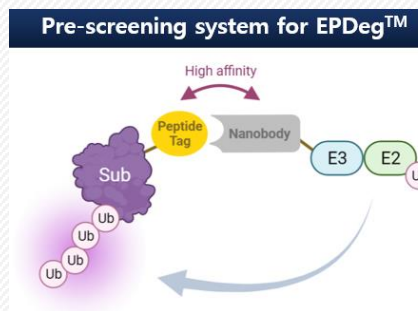 Pre-screening system for EPDeg™
High affinity
Peptide
Tag
Nanobody
E3
E2
Sub
Ub
Ub
Ub
Ub